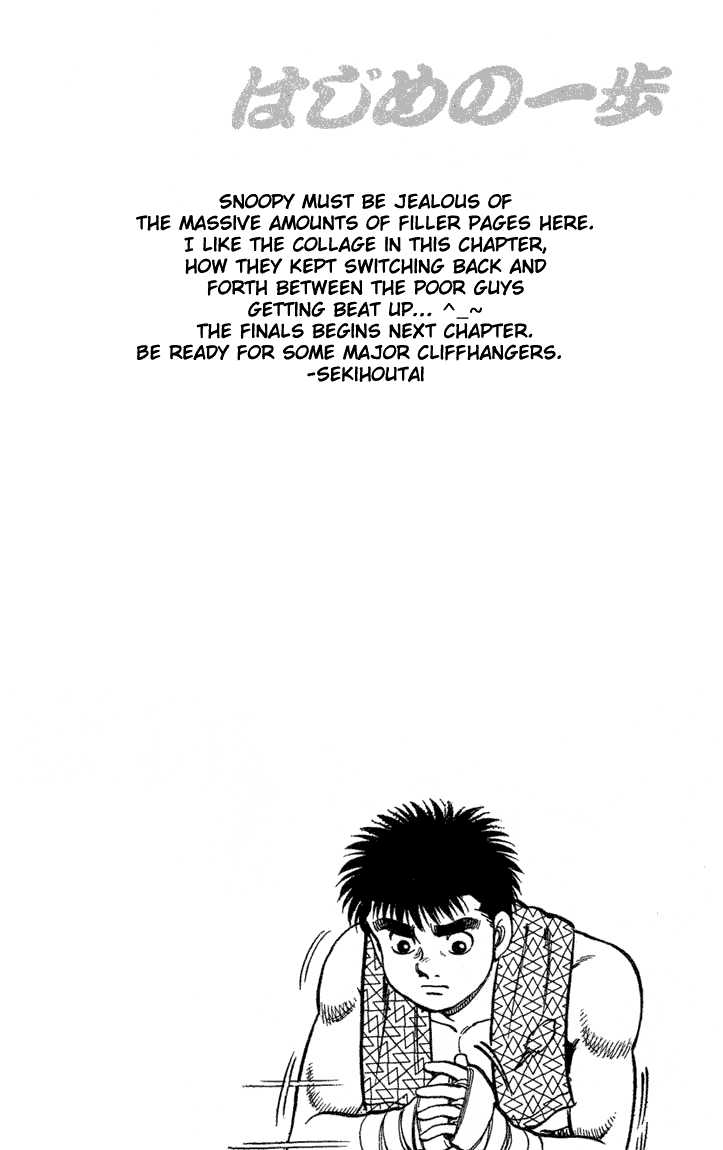 はじめの一歩
SNOOPY MUST BE JEALOUS OF
THE MASSIVE AMOUNTS OF FILLER PAGES HERE.
I LIKE THE COLLAGE IN THIS CHAPTER,
HOW THEY KEPT SWITCHING BACK AND
FORTH BETWEEN THE POOR GUYS
GETTING BEAT UP... ^_~
THE FINALS BEGINS NEXT CHAPTER.
BE READY FOR SOME MAJOR CLIFFHANGERS.
-SEKIHOUTAI